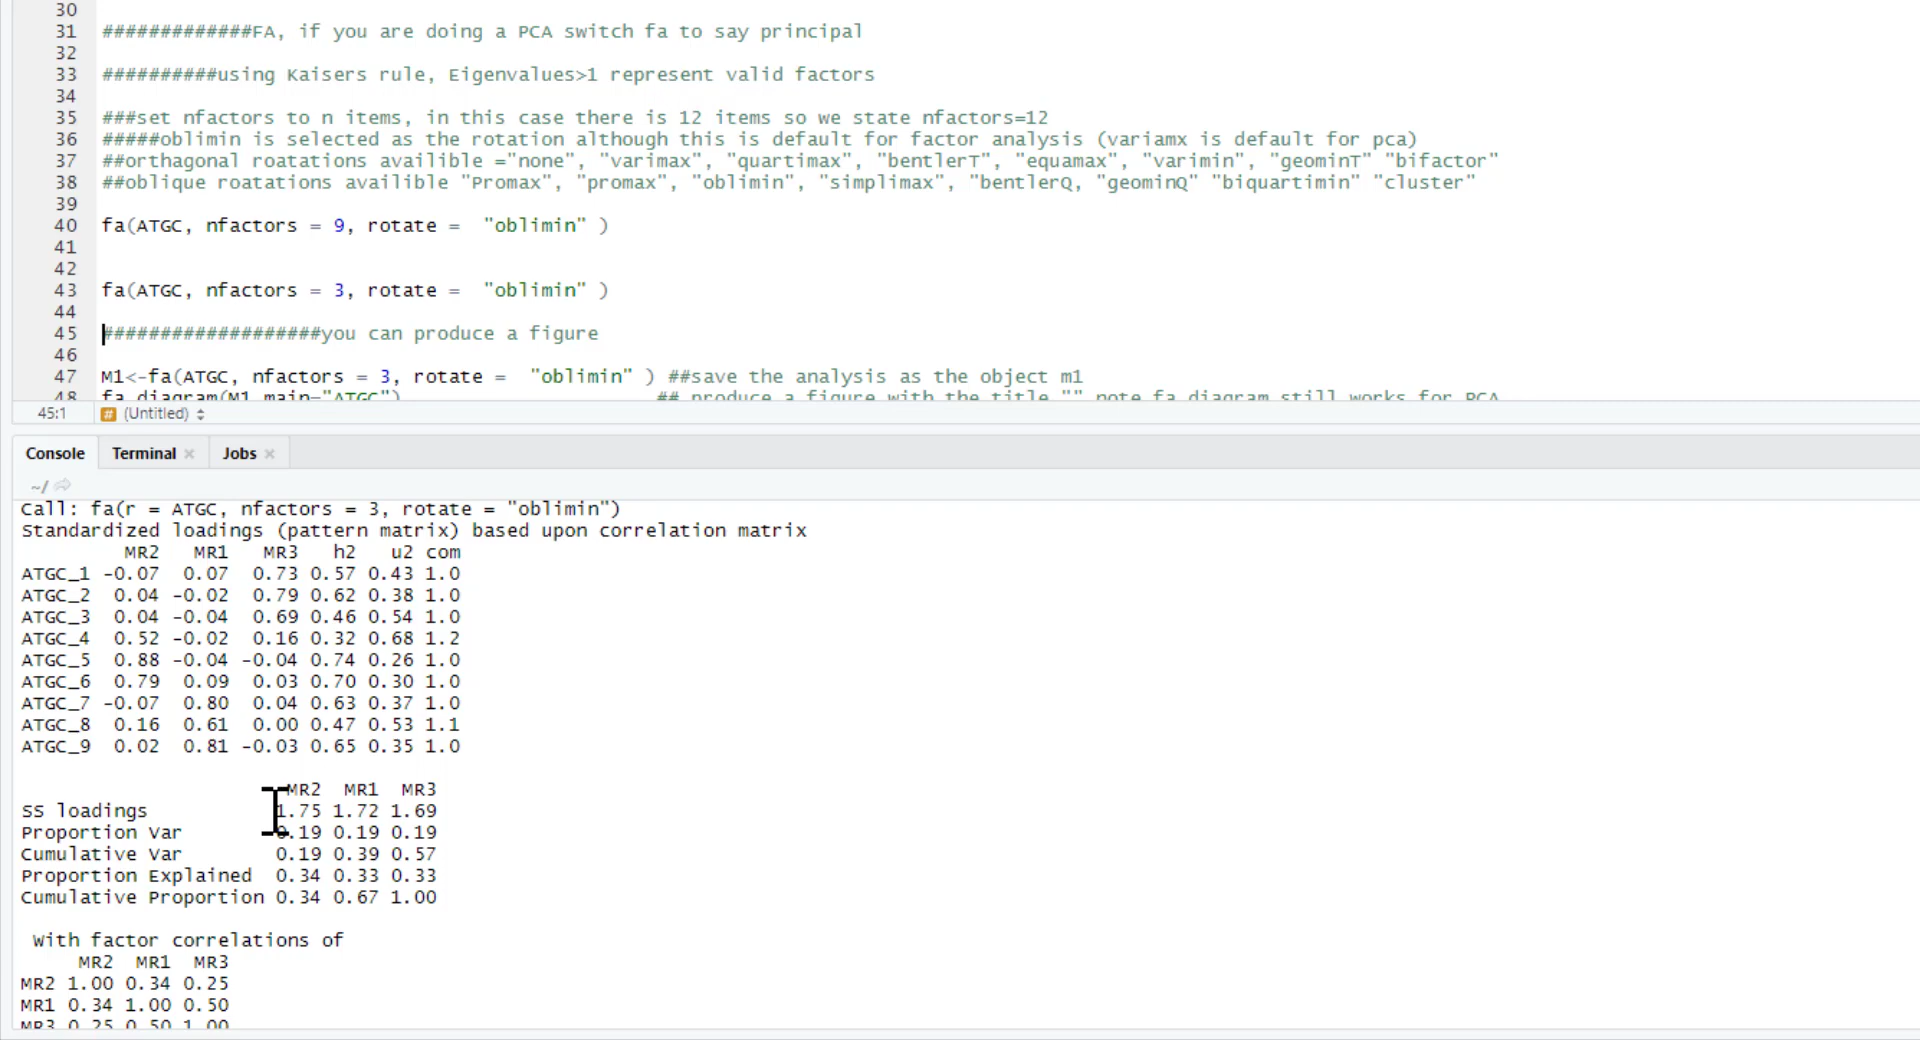 30
31 #############FA, if you are doing a PCA switch fa to say principal
32
33 ##########using Kaisers rule, Eigenvalues>1 represent valid factors
34
35 ###set nfactors to n items, in this case there is 12 items so we state nfactors=12
36 #####oblimin is selected as the rotation although this is default for factor analysis (variamx is default for pca)
37 ##orthagonal roatations availible ="none", "varimax", "quartimax", "bentlerT", "equamax", "varimin", "geominT" "bifactor"
38 ##oblique roatations availible "Promax", "promax", "oblimin", "simplimax", "bentlerQ, "geominQ" "biquartimin" "cluster"
39
40 fa(ATGC, nfactors = 9, rotate =  "oblimin" )
41
42
43 fa(ATGC, nfactors = 3, rotate =  "oblimin" )
44
45 ###################you can produce a figure
46
47 M1<-fa(ATGC, nfactors = 3, rotate =  "oblimin" ) ##save the analysis as the object m1
48 fa.diagram(M1,main="ATGC") ## produce a figure with the title "" note fa.diagram still works for PCA
45:1 # (Untitled)
Console Terminal Jobs
~/
Call: fa(r = ATGC, nfactors = 3, rotate = "oblimin")
Standardized loadings (pattern matrix) based upon correlation matrix
MR2 MR1 MR3 h2 u2 com
ATGC_1 -0.07 0.07 0.73 0.57 0.43 1.0
ATGC_2 0.04 -0.02 0.79 0.62 0.38 1.0
ATGC_3 0.04 -0.04 0.69 0.46 0.54 1.0
ATGC_4 0.52 -0.02 0.16 0.32 0.68 1.2
ATGC_5 0.88 -0.04 -0.04 0.74 0.26 1.0
ATGC_6 0.79 0.09 0.03 0.70 0.30 1.0
ATGC_7 -0.07 0.80 0.04 0.63 0.37 1.0
ATGC_8 0.16 0.61 0.00 0.47 0.53 1.1
ATGC_9 0.02 0.81 -0.03 0.65 0.35 1.0
MR2 MR1 MR3
SS loadings 1.75 1.72 1.69
Proportion Var 0.19 0.19 0.19
Cumulative Var 0.19 0.39 0.57
Proportion Explained 0.34 0.33 0.33
Cumulative Proportion 0.34 0.67 1.00
With factor correlations of
MR2 MR1 MR3
MR2 1.00 0.34 0.25
MR1 0.34 1.00 0.50
MR3 0.25 0.50 1.00